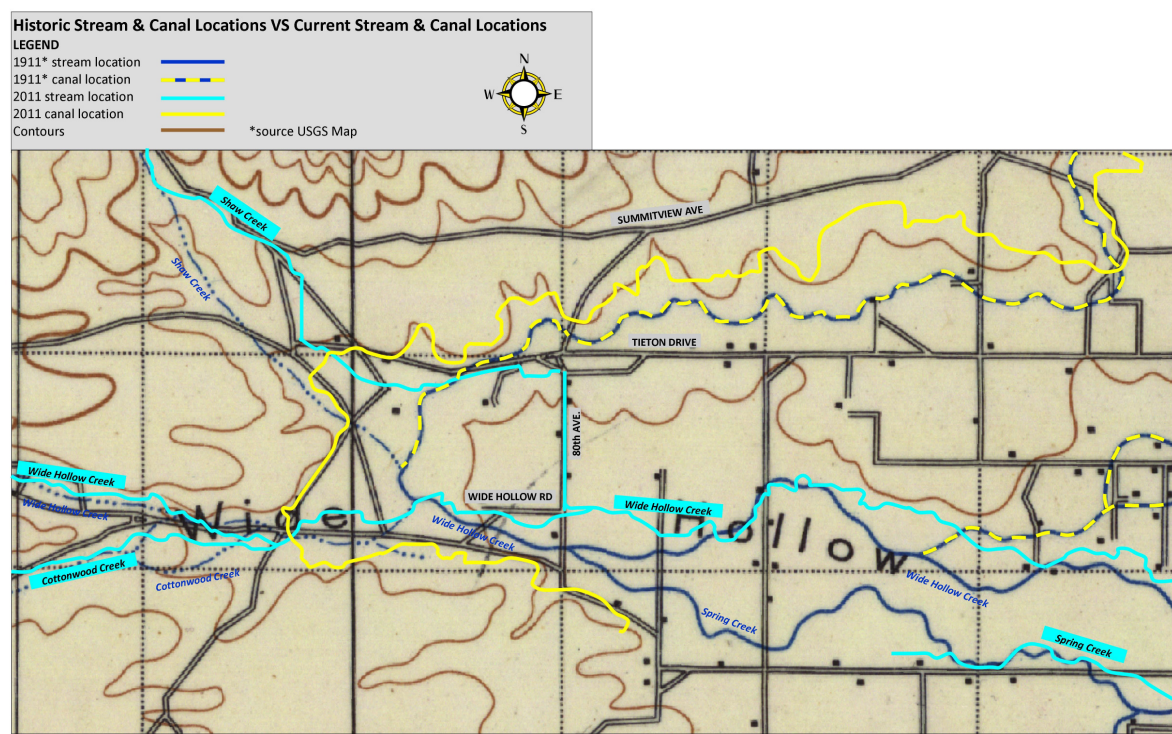 Historic Stream & Canal Locations VS Current Stream & Canal Locations
LEGEND
1911* stream location
1911* canal location
2011 stream location
2011 canal location
Contours
*source USGS Map
N
W
E
S
Shaw Creek
SUMMITVIEW AVE
Shaw Creek
TIETON DRIVE
80th AVE.
Wide Hollow Creek
WIDE HOLLOW RD
Wide Hollow Creek
Wide Hollow Creek
Wide
Hollow
Wide Hollow Creek
Cottonwood Creek
Cottonwood Creek
Wide Hollow Creek
Spring Creek
Spring Creek